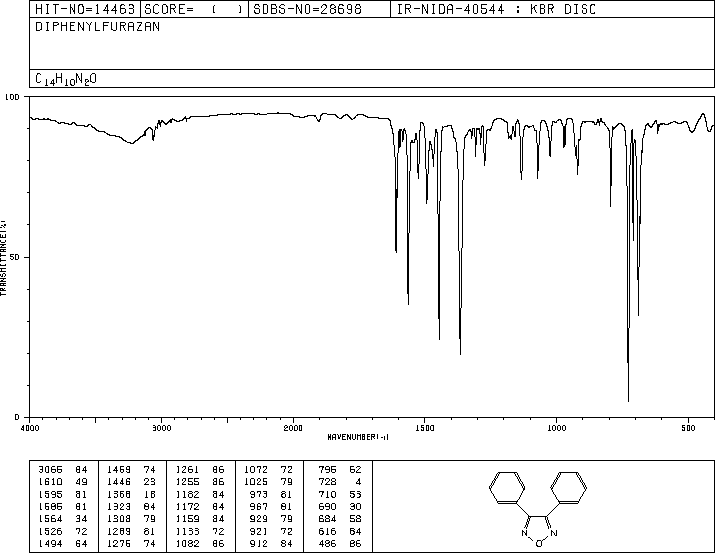 HIT-NO=14463 SCORE= ( ) SDBS-NO=28698 IR-NIDA-40544 : KBR DISC
DIPHENYLFURAZAN
C14H10N2O
100
50
0
TRANSMITTANCE(%)
4000 3000 2000 1500 1000 500
WAVENUMBER(-1)
3065 84 1459 74 1261 86 1072 72 795 62
1610 49 1446 23 1255 86 1025 79 728 4
1595 81 1368 18 1182 84 973 81 710 53
1585 81 1323 84 1172 84 967 81 690 30
1564 34 1308 79 1159 84 929 79 684 58
1526 72 1289 81 1133 72 921 72 616 84
1494 64 1275 74 1082 86 912 84 486 86
N O N